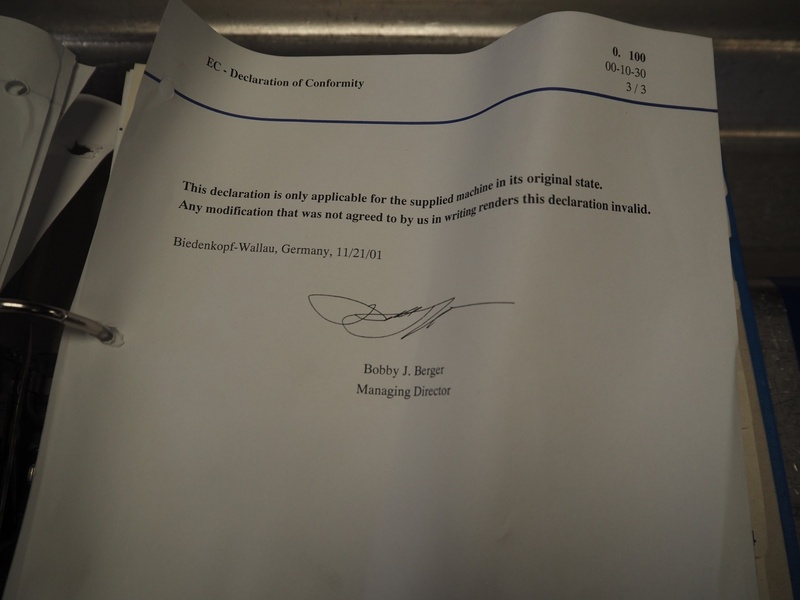 EC - Declaration of Conformity
0. 100
00-10-30
3 / 3
This declaration is only applicable for the supplied machine in its original state.
Any modification that was not agreed to by us in writing renders this declaration invalid.
Biedenkopf-Wallau, Germany, 11/21/01
Bobby J. Berger
Managing Director